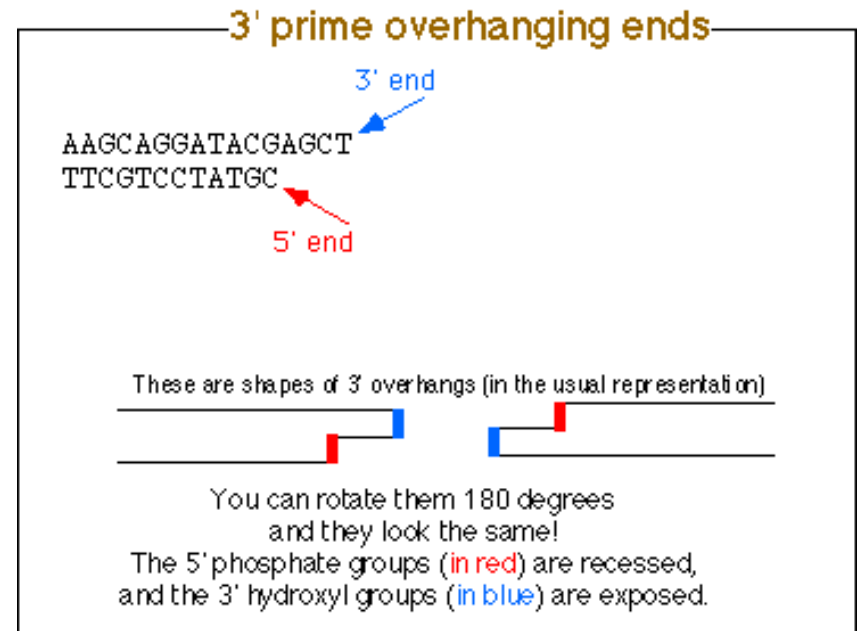 3' prime overhanging ends
3' end
AAGCAGGATACGAGCT
TTCGTCCTATGC
5' end
These are shapes of 3' overhangs (in the usual representation)
You can rotate them 180 degrees
and they look the same!
The 5' phosphate groups (in red) are recessed,
and the 3' hydroxyl groups (in blue) are exposed.